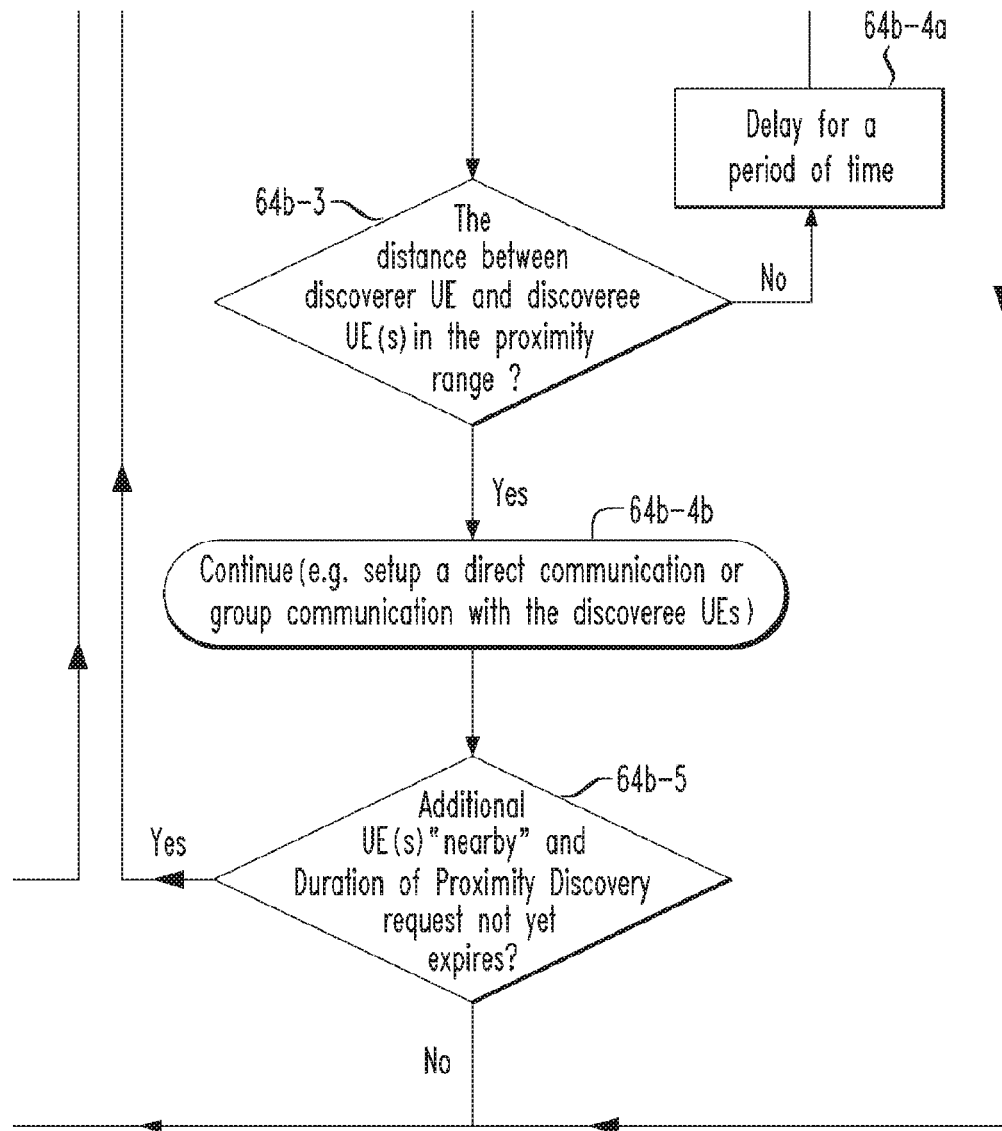 64b-4a
Delay for a
period of time
64b-3
The
distance between
discoverer UE and discoveree
UE(s) in the proximity
range ?
No
Yes
64b-4b
Continue(e.g. setup a direct communication or
group communication with the discoveree UEs)
64b-5
Additional
UE(s)"nearby" and
Duration of Proximity Discovery
request not yet
expires?
Yes
No